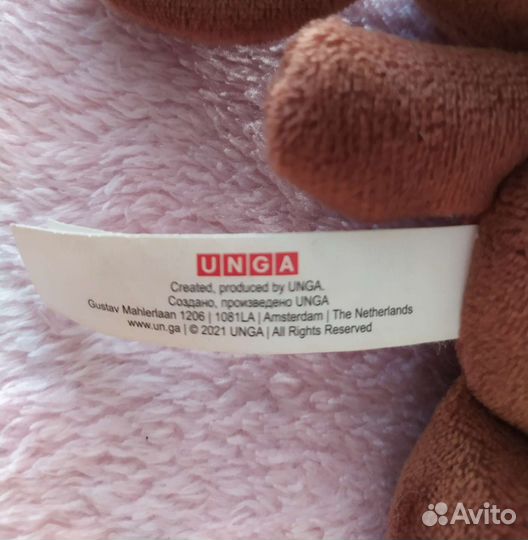 UNGA
Created, produced by UNGA.
Создано, произведено UNGA
Gustav Mahlerlaan 1206 | 1081LA | Amsterdam | The Netherlands
www.un.ga | © 2021 UNGA | All Rights Reserved
Avito